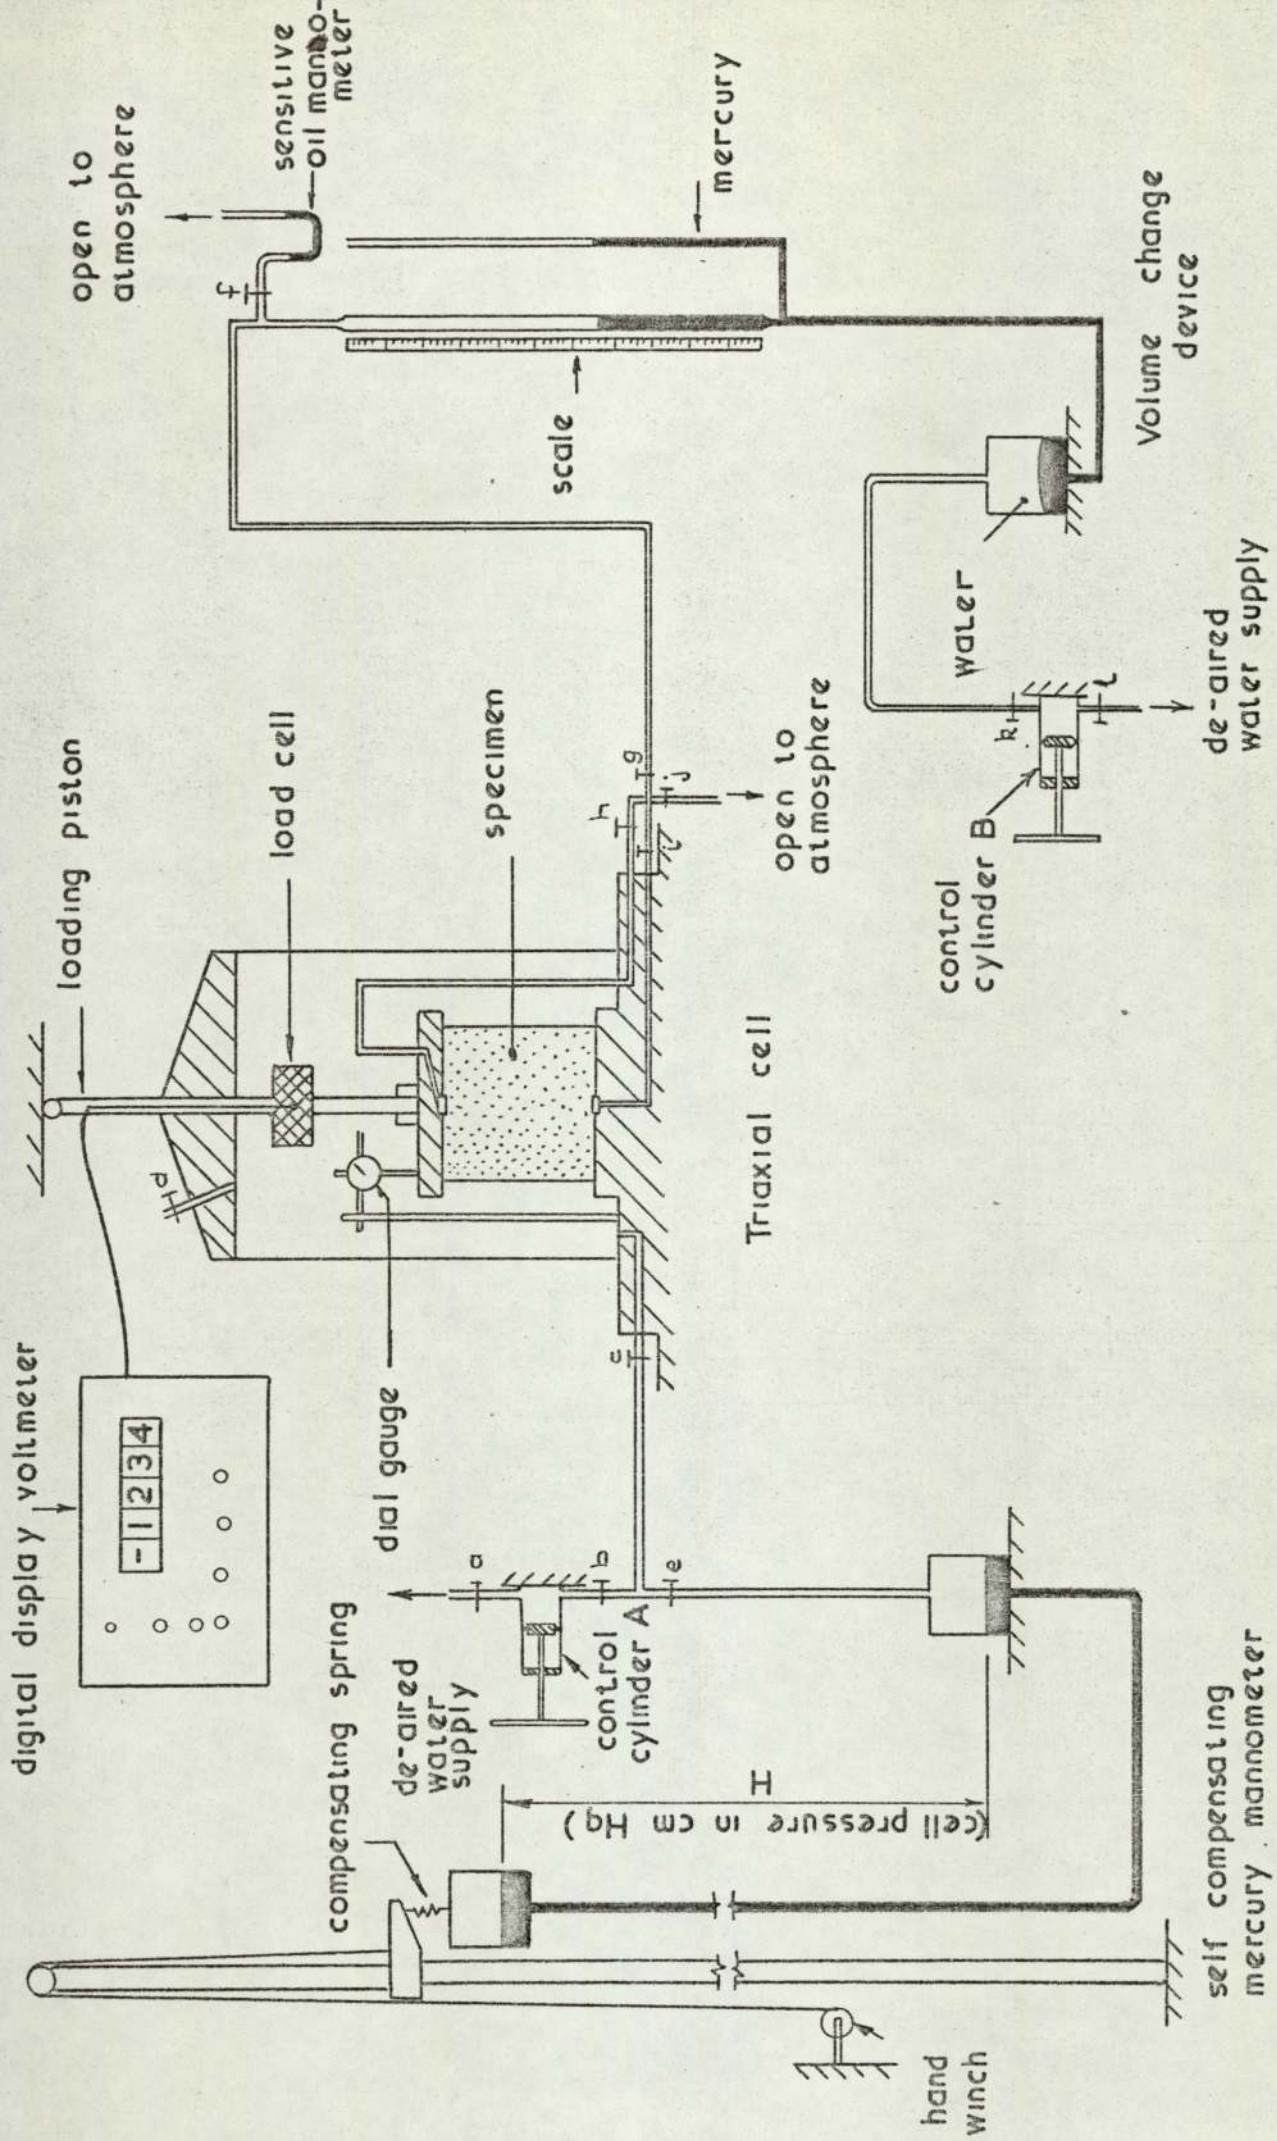 hand
winch
self compensating
mercury mannometer
H
(cell pressure in cm Hg)
compensating spring
control
cylinder A
de-aired
water
supply
a
b
e
c
digital display voltmeter
-1234
dial gauge
d
loading piston
load cell
specimen
Triaxial cell
h
i
g
j
open to
atmosphere
control
cylinder B
k
l
de-aired
water supply
water
Volume change
device
scale
mercury
f
sensitive
oil mano-
meter
open to
atmosphere